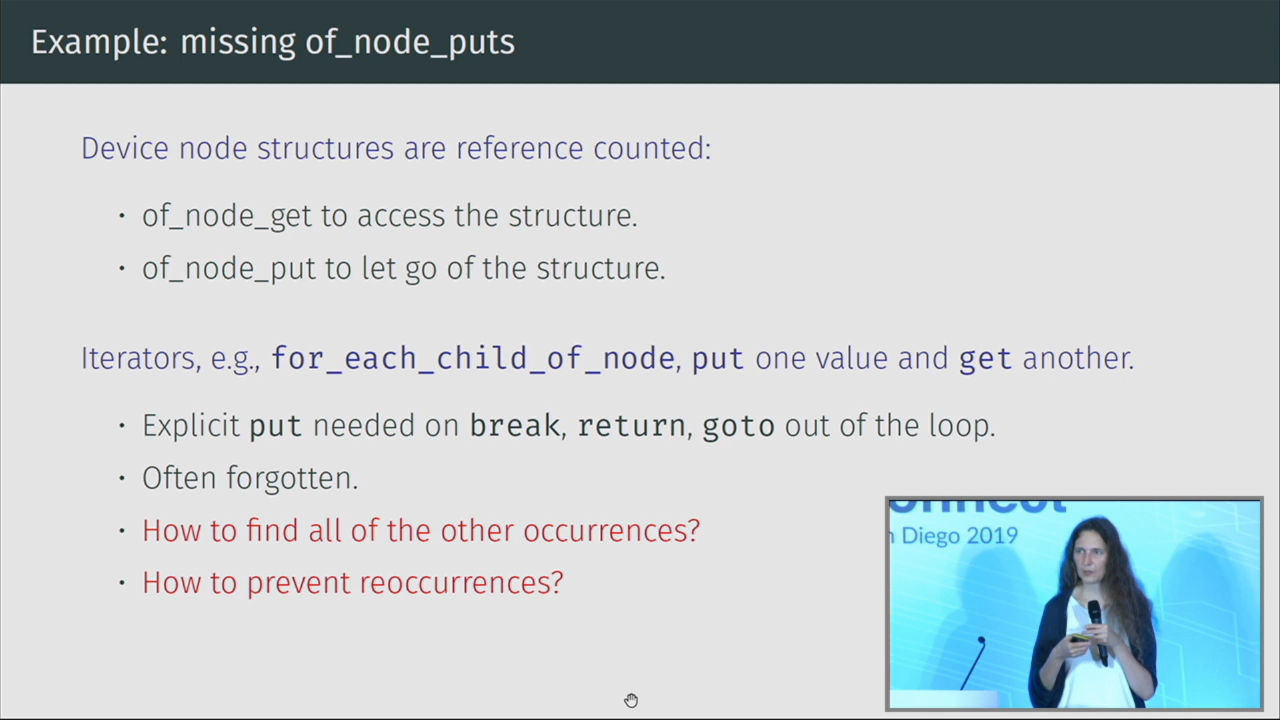 Example: missing of_node_puts
Device node structures are reference counted:
• of_node_get to access the structure.
• of_node_put to let go of the structure.
Iterators, e.g., for_each_child_of_node, put one value and get another.
• Explicit put needed on break, return, goto out of the loop.
• Often forgotten.
• How to find all of the other occurrences?
• How to prevent reoccurrences?
Diego 2019